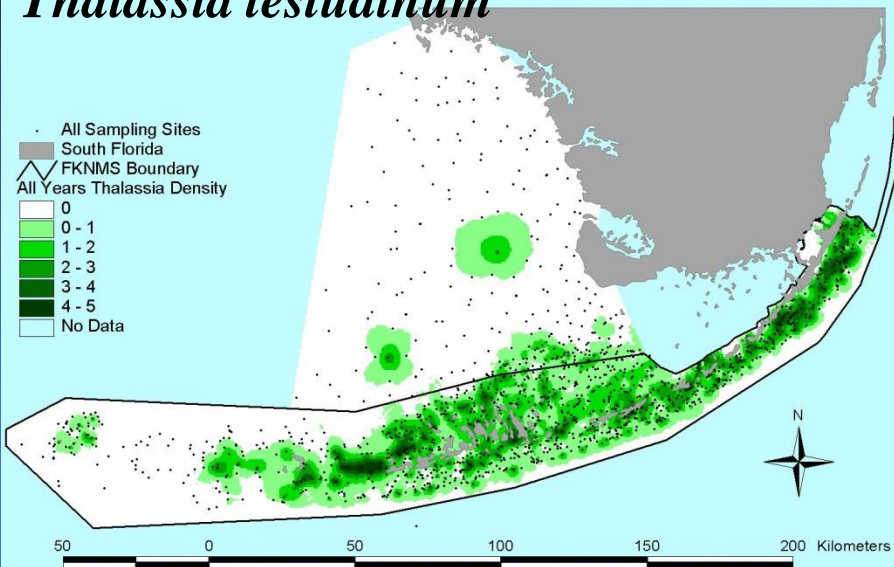 Thalassia testudinum
All Sampling Sites
South Florida
FKNMS Boundary
All Years Thalassia Density
0
0 - 1
1 - 2
2 - 3
3 - 4
4 - 5
No Data
N
50 0 50 100 150 200 Kilometers